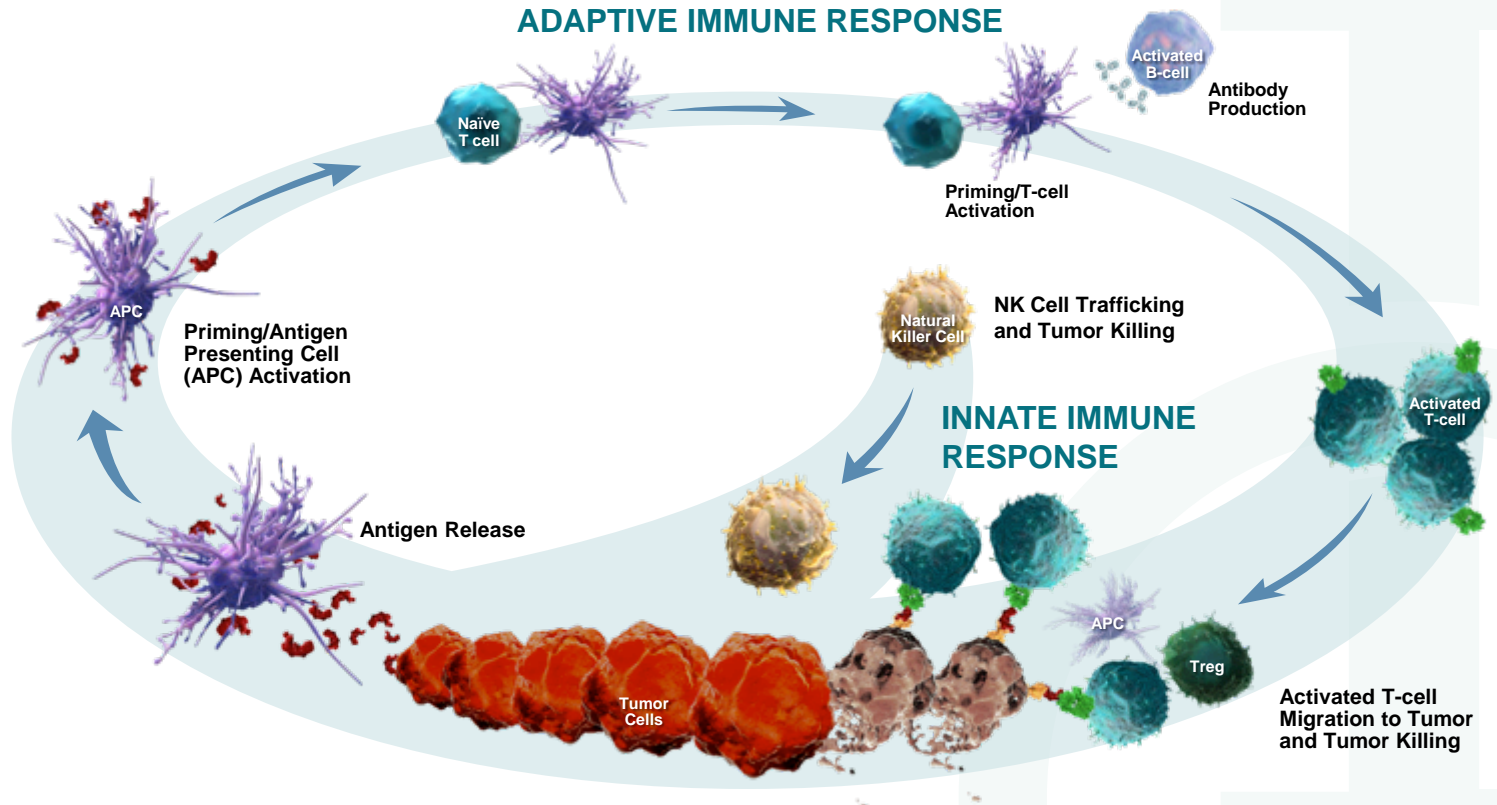 ADAPTIVE IMMUNE RESPONSE
Activated
B-cell
Antibody
Production
Naïve
T cell
Priming/T-cell
Activation
APC
Priming/Antigen
Presenting Cell
(APC) Activation
Natural
Killer Cell
NK Cell Trafficking
and Tumor Killing
Activated
T-cell
INNATE IMMUNE
RESPONSE
Antigen Release
APC
Treg
Tumor
Cells
Activated T-cell
Migration to Tumor
and Tumor Killing